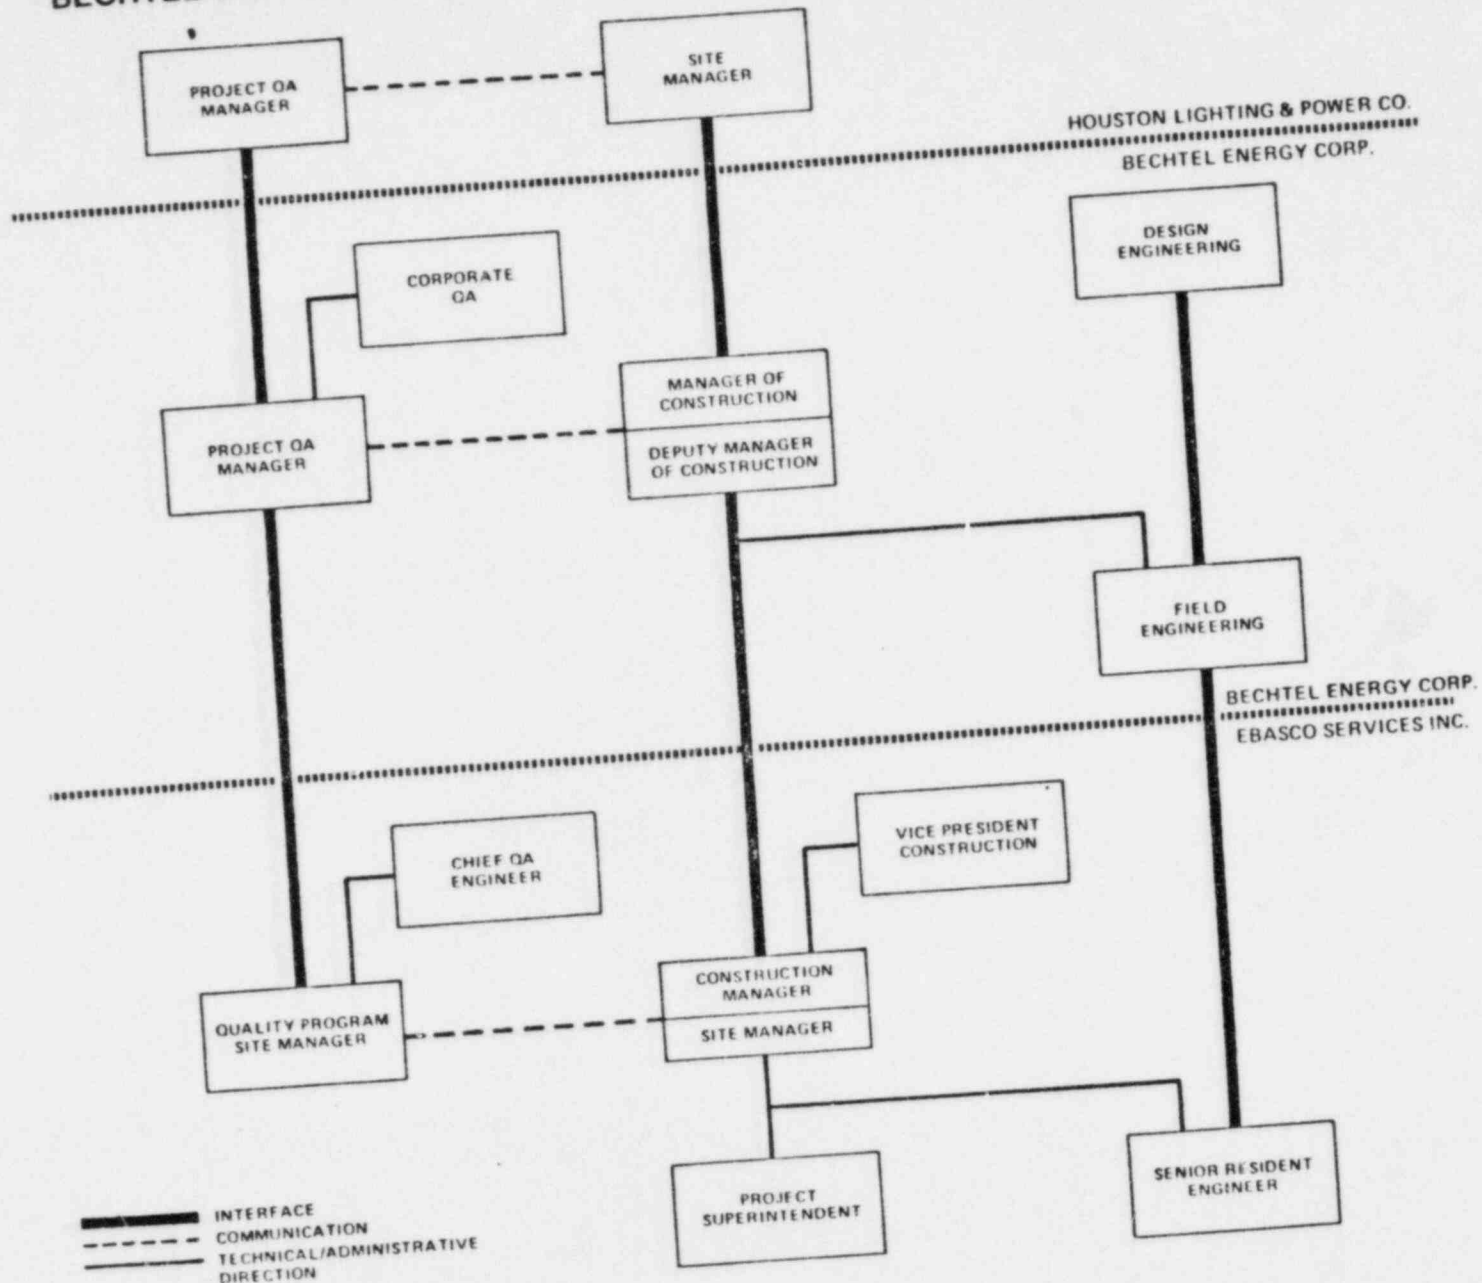 PROJECT QA
MANAGER
SITE
MANAGER
HOUSTON LIGHTING & POWER CO.
BECHTEL ENERGY CORP.
DESIGN
ENGINEERING
CORPORATE
QA
MANAGER OF
CONSTRUCTION
PROJECT QA
MANAGER
DEPUTY MANAGER
OF CONSTRUCTION
FIELD
ENGINEERING
BECHTEL ENERGY CORP.
EBASCO SERVICES INC.
CHIEF QA
ENGINEER
VICE PRESIDENT
CONSTRUCTION
CONSTRUCTION
MANAGER
QUALITY PROGRAM
SITE MANAGER
SITE MANAGER
PROJECT
SUPERINTENDENT
SENIOR RESIDENT
ENGINEER
INTERFACE
COMMUNICATION
TECHNICAL/ADMINISTRATIVE
DIRECTION